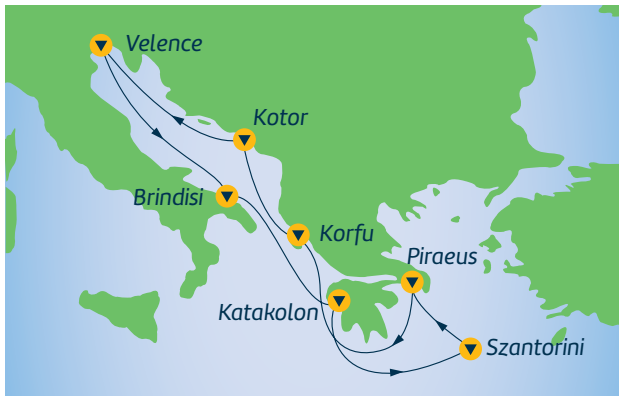 Velence
Kotor
Brindisi
Korfu
Piraeus
Katakolon
Szantorini